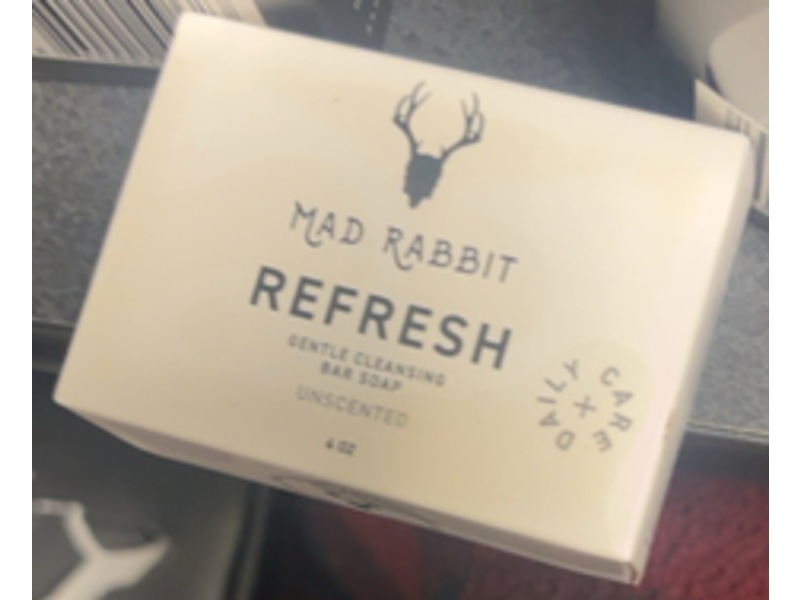 MAD RABBIT
REFRESH
GENTLE CLEANSING
BAR SOAP
UNSCENTED
4 OZ
DAILY CARE
+